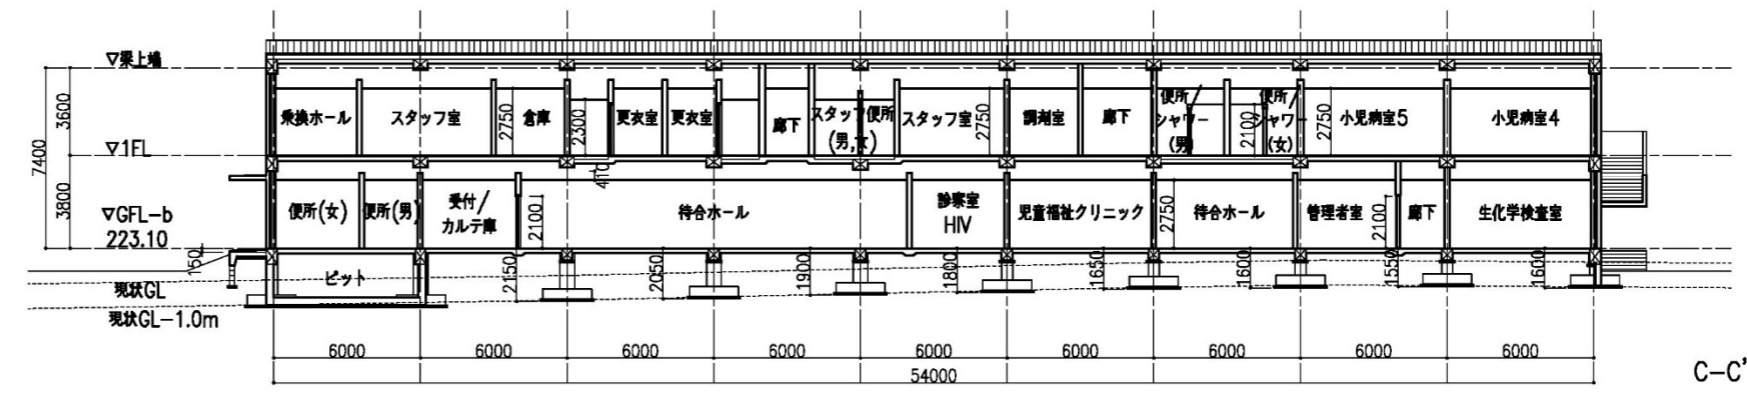 ▽梁上端
3600
7400
▽1FL
3800
▽GFL-b
223.10
150
現状GL
現状GL-1.0m
乗換ホール
スタッフ室
2750
倉庫
2300
更衣室
更衣室
廊下
スタッフ便所
(男,女)
スタッフ室
2750
調剤室
廊下
便所/
シャワー
(男)
2100
便所/
シャワー
(女)
2750
小児病室5
小児病室4
410
便所(女)
便所(男)
受付/
カルテ庫
2100
待合ホール
診察室
HIV
児童福祉クリニック
2750
待合ホール
管理者室
2100
廊下
生化学検査室
ピット
2150
2050
1900
1800
1650
1600
1550
1600
6000
6000
6000
6000
6000
6000
6000
6000
6000
54000
C-C'